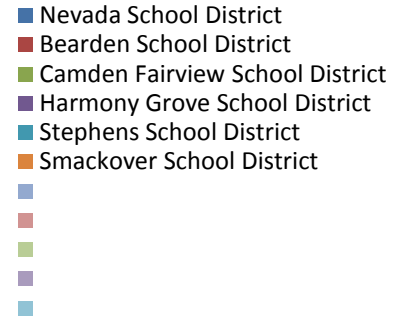 Nevada School District
Bearden School District
Camden Fairview School District
Harmony Grove School District
Stephens School District
Smackover School District